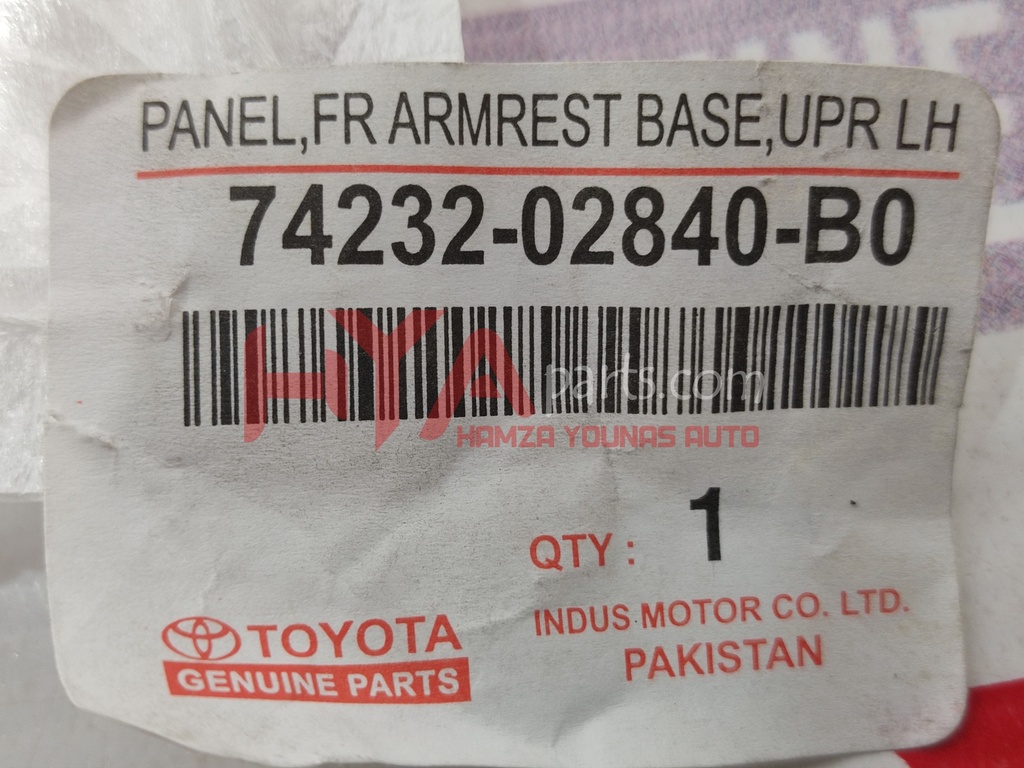 PANEL,FR ARMREST BASE,UPR LH
74232-02840-B0
HYA parts.com
HAMZA YOUNAS AUTO
QTY : 1
INDUS MOTOR CO. LTD.
PAKISTAN
TOYOTA
GENUINE PARTS